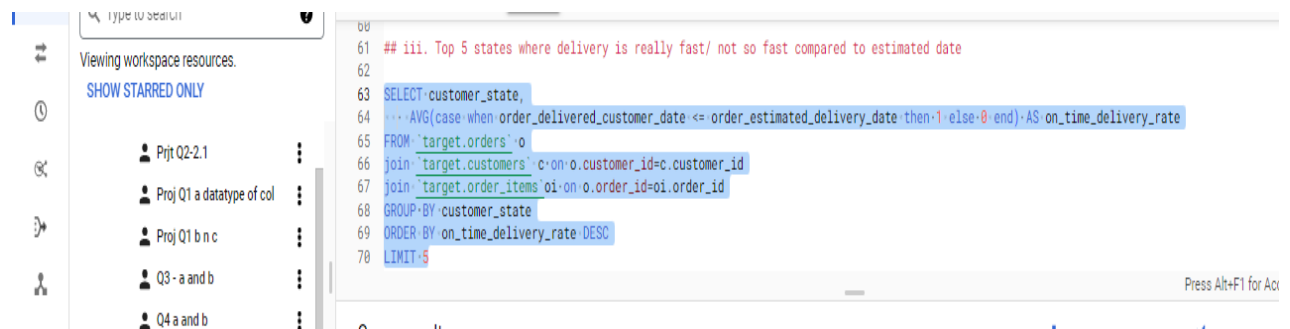 Type to search
Viewing workspace resources.
SHOW STARRED ONLY
Prjt Q2-2.1
Proj Q1 a datatype of col
Proj Q1 b n c
Q3 - a and b
Q4 a and b
60
61 ## iii. Top 5 states where delivery is really fast/ not so fast compared to estimated date
62
63 SELECT customer_state,
64 AVG(case when order_delivered_customer_date <= order_estimated_delivery_date then 1 else 0 end) AS on_time_delivery_rate
65 FROM `target.orders` o
66 join `target.customers` c on o.customer_id=c.customer_id
67 join `target.order_items`oi on o.order_id=oi.order_id
68 GROUP BY customer_state
69 ORDER BY on_time_delivery_rate DESC
70 LIMIT 5
Press Alt+F1 for Acc